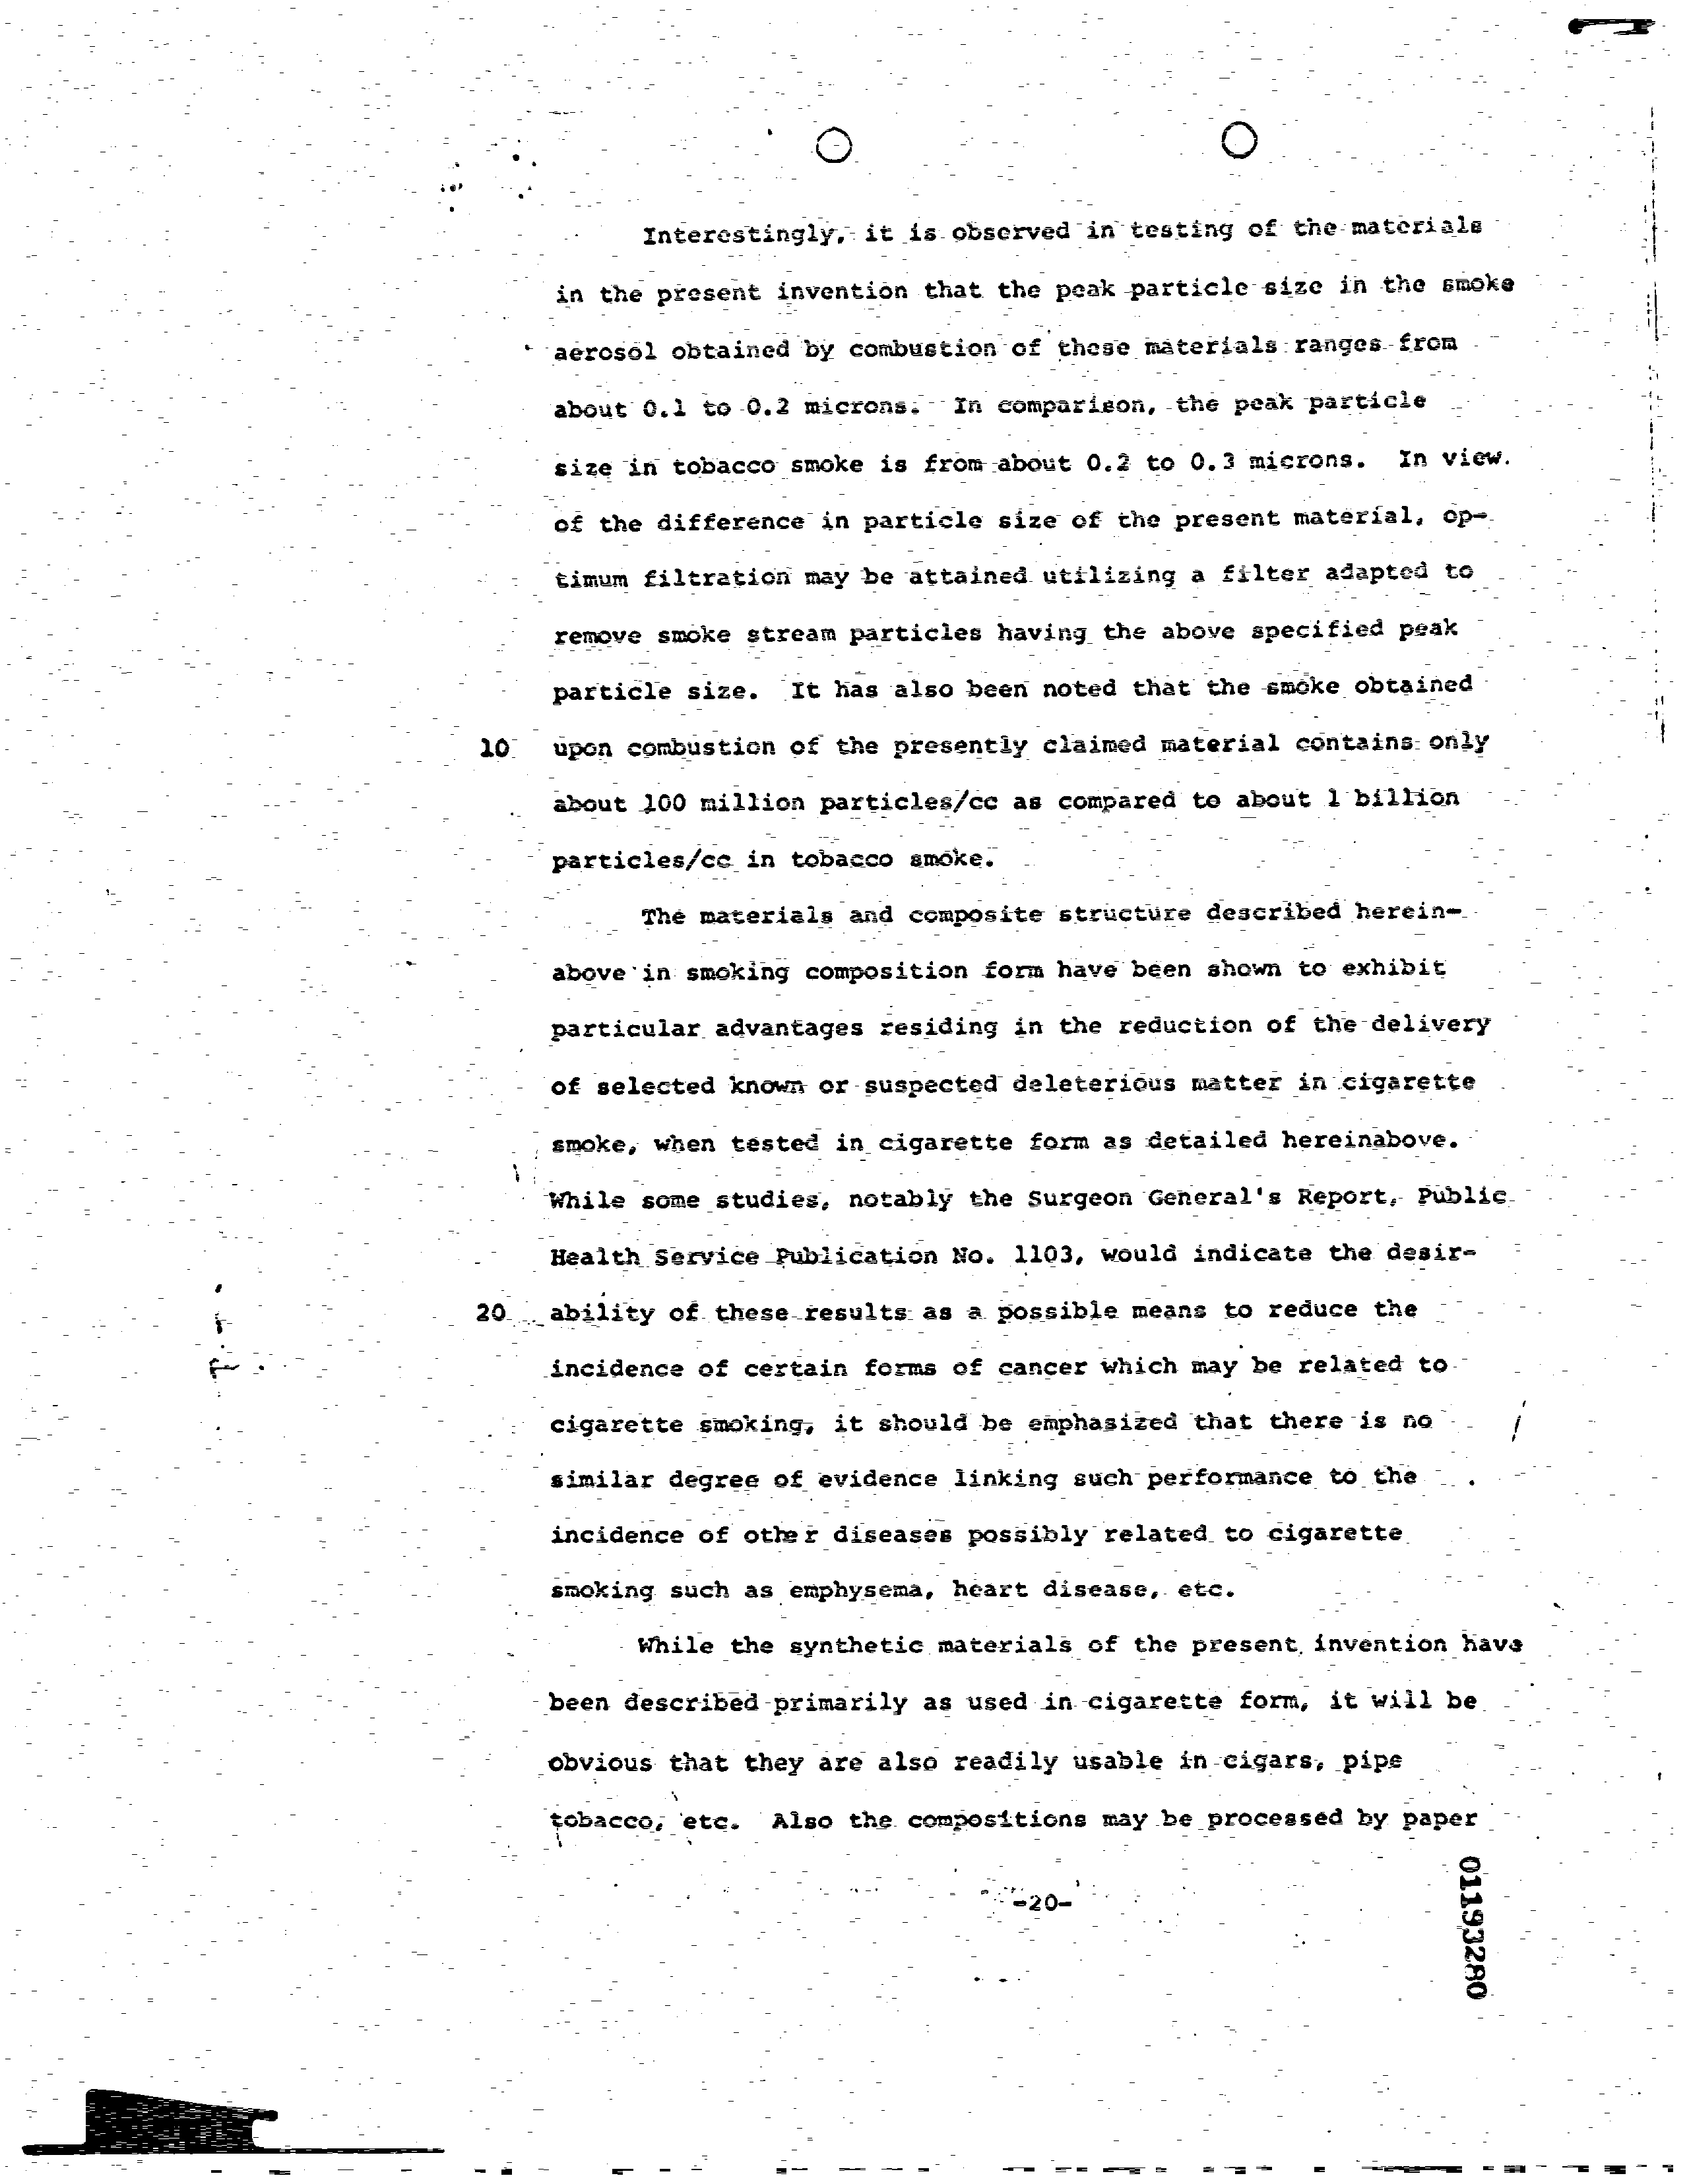 Interestingly, it is observed in testing of the materials
in the present invention that the peak particle size in the smoke
aerosol obtained by combustion of these materials ranges from
about 0.1 to 0.2 microns. In comparison, the peak particle
size in tobacco smoke is from about 0.2 to 0.3 microns. In view
of the difference in particle size of the present material, op-
timum filtration may be attained utilizing a filter adapted to
remove smoke stream particles having the above specified peak
particle size. It has also been noted that the smoke obtained
10 upon combustion of the presently claimed material contains only
about 100 million particles/cc as compared to about 1 billion
particles/cc in tobacco smoke.
The materials and composite structure described herein-
above in smoking composition form have been shown to exhibit
particular advantages residing in the reduction of the delivery
of selected known or suspected deleterious matter in cigarette
smoke, when tested in cigarette form as detailed hereinabove.
While some studies, notably the Surgeon General's Report, Public
Health Service Publication No. 1103, would indicate the desir-
20 ability of these results as a possible means to reduce the
incidence of certain forms of cancer which may be related to
cigarette smoking, it should be emphasized that there is no
similar degree of evidence linking such performance to the
incidence of other diseases possibly related to cigarette
smoking such as emphysema, heart disease, etc.
While the synthetic materials of the present invention have
been described primarily as used in cigarette form, it will be
obvious that they are also readily usable in cigars, pipe
tobacco, etc. Also the compositions may be processed by paper
-20-
01193280